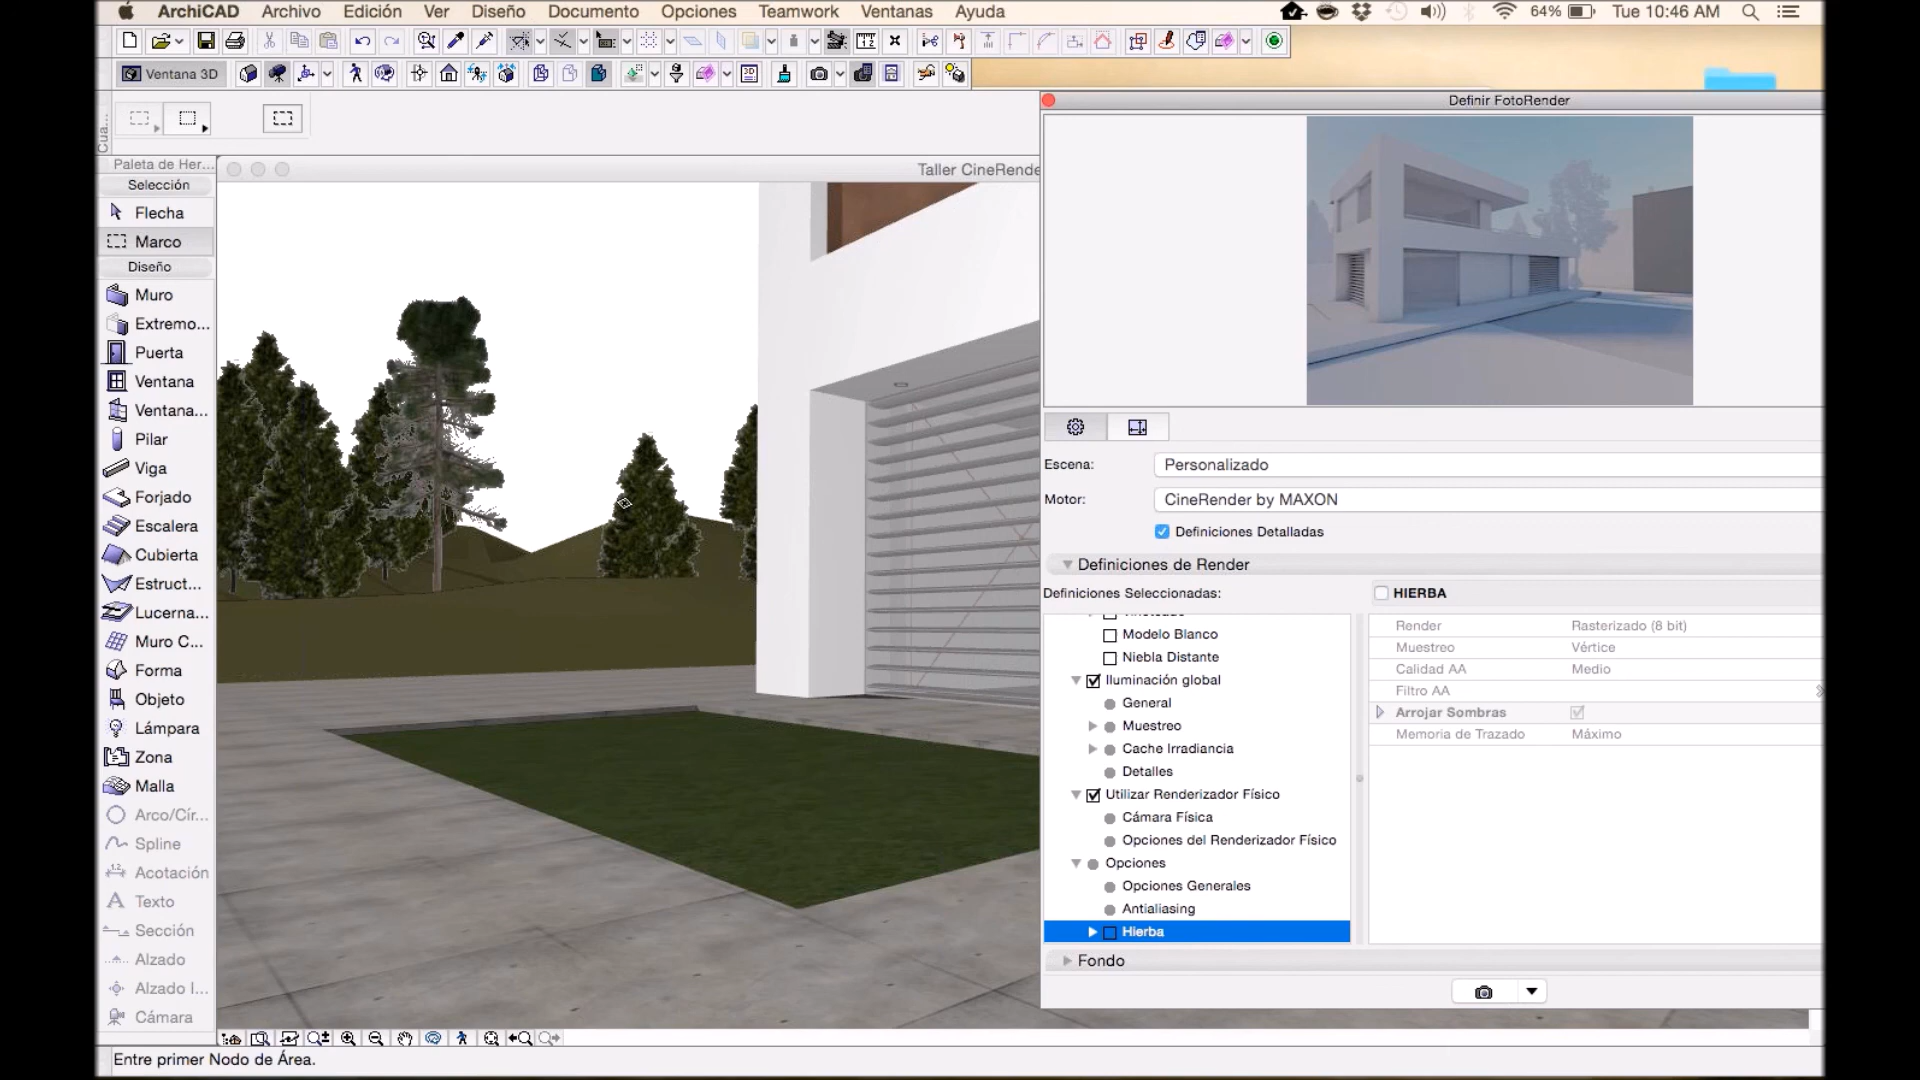 ArchiCAD Archivo Edición Ver Diseño Documento Opciones Teamwork Ventanas Ayuda 64% Tue 10:46 AM
Ventana 3D
Definir FotoRender
Cua...
Paleta de Her...
Taller CineRende
Selección
Flecha
Marco
Diseño
Muro
Extremo...
Puerta
Ventana
Ventana...
Pilar
Viga
Forjado
Escalera
Cubierta
Estruct...
Lucerna...
Muro C...
Forma
Objeto
Lámpara
Zona
Malla
Arco/Cír...
Spline
Acotación
Texto
Sección
Alzado
Alzado I...
Cámara
Escena: Personalizado
Motor: CineRender by MAXON
Definiciones Detalladas
Definiciones de Render
Definiciones Seleccionadas:
HIERBA
Modelo Blanco
Niebla Distante
Iluminación global
General
Muestreo
Cache Irradiancia
Detalles
Utilizar Renderizador Físico
Cámara Física
Opciones del Renderizador Físico
Opciones
Opciones Generales
Antialiasing
Hierba
Render Rasterizado (8 bit)
Muestreo Vértice
Calidad AA Medio
Filtro AA
Arrojar Sombras
Memoria de Trazado Máximo
Fondo
Entre primer Nodo de Área.